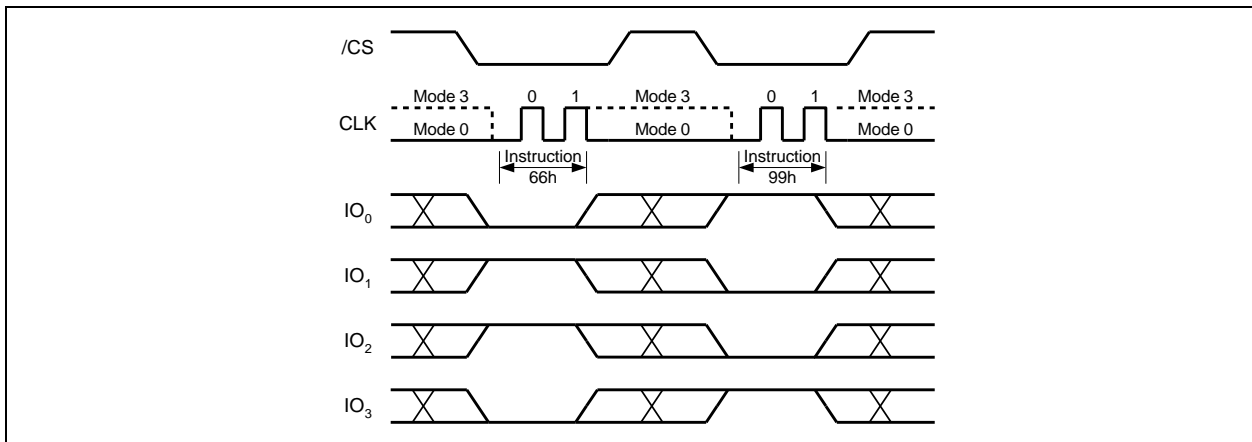 /CS
Mode 3 0 1 Mode 3 0 1 Mode 3
CLK
Mode 0 Mode 0 Mode 0
Instruction Instruction
66h 99h
IO0
IO1
IO2
IO3